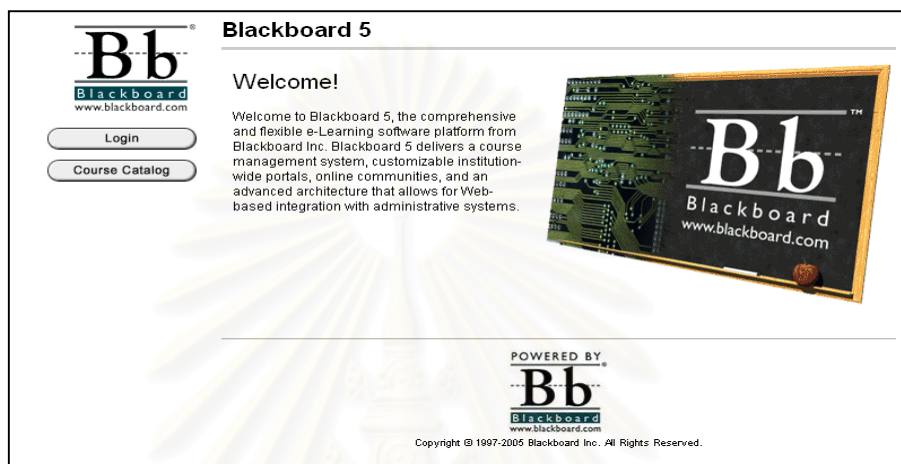 Bb®
Blackboard
www.blackboard.com
Login
Course Catalog
Blackboard 5
Welcome!
Welcome to Blackboard 5, the comprehensive
and flexible e-Learning software platform from
Blackboard Inc. Blackboard 5 delivers a course
management system, customizable institution-
wide portals, online communities, and an
advanced architecture that allows for Web-
based integration with administrative systems.
Bb™
Blackboard
www.blackboard.com
POWERED BY
Bb®
Blackboard
www.blackboard.com
Copyright © 1997-2005 Blackboard Inc. All Rights Reserved.